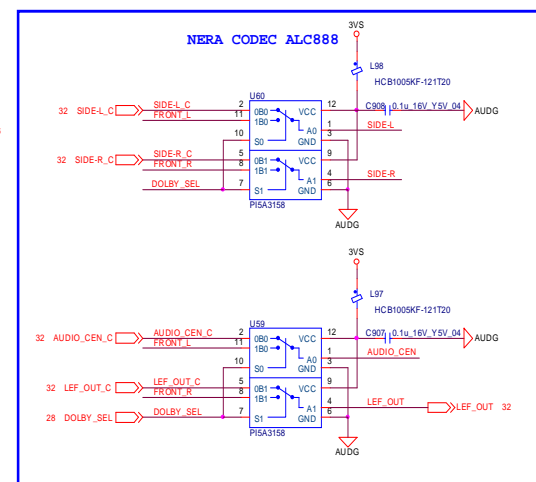 NERA CODEC ALC888
3VS
L98
HCB1005KF-121T20
U60
32 SIDE-L_C SIDE-L_C 2 0B0 VCC 12 C908 0.1u_16V_Y5V_04 AUDG
FRONT_L 11 1B0
A0 1 SIDE-L
10 S0 GND 3
32 SIDE-R_C SIDE-R_C 5 0B1 VCC 9
FRONT_R 8 1B1
A1 4 SIDE-R
DOLBY_SEL 7 S1 GND 6
PI5A3158
AUDG
3VS
L97
HCB1005KF-121T20
U59
32 AUDIO_CEN_C AUDIO_CEN_C 2 0B0 VCC 12 C907 0.1u_16V_Y5V_04 AUDG
FRONT_L 11 1B0
A0 1 AUDIO_CEN
10 S0 GND 3
32 LEF_OUT_C LEF_OUT_C 5 0B1 VCC 9
FRONT_R 8 1B1
A1 4 LEF_OUT LEF_OUT 32
28 DOLBY_SEL DOLBY_SEL 7 S1 GND 6
PI5A3158
AUDG